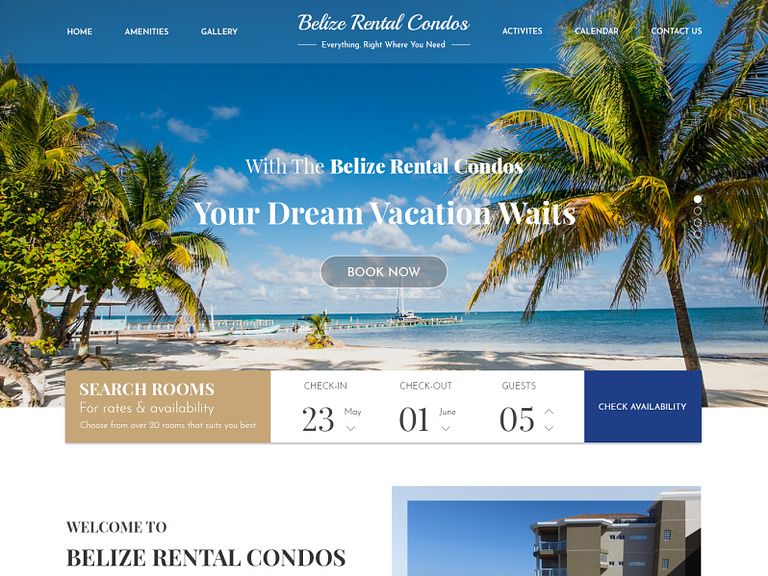 HOME
AMENITIES
GALLERY
Belize Rental Condos
Everything. Right Where You Need
ACTIVITES
CALENDAR
CONTACT US
With The Belize Rental Condos
Your Dream Vacation Waits
BOOK NOW
SEARCH ROOMS
For rates & availability
Choose from over 20 rooms that suits you best
CHECK-IN
23 May
CHECK-OUT
01 June
GUESTS
05
CHECK AVAILABILITY
WELCOME TO
BELIZE RENTAL CONDOS